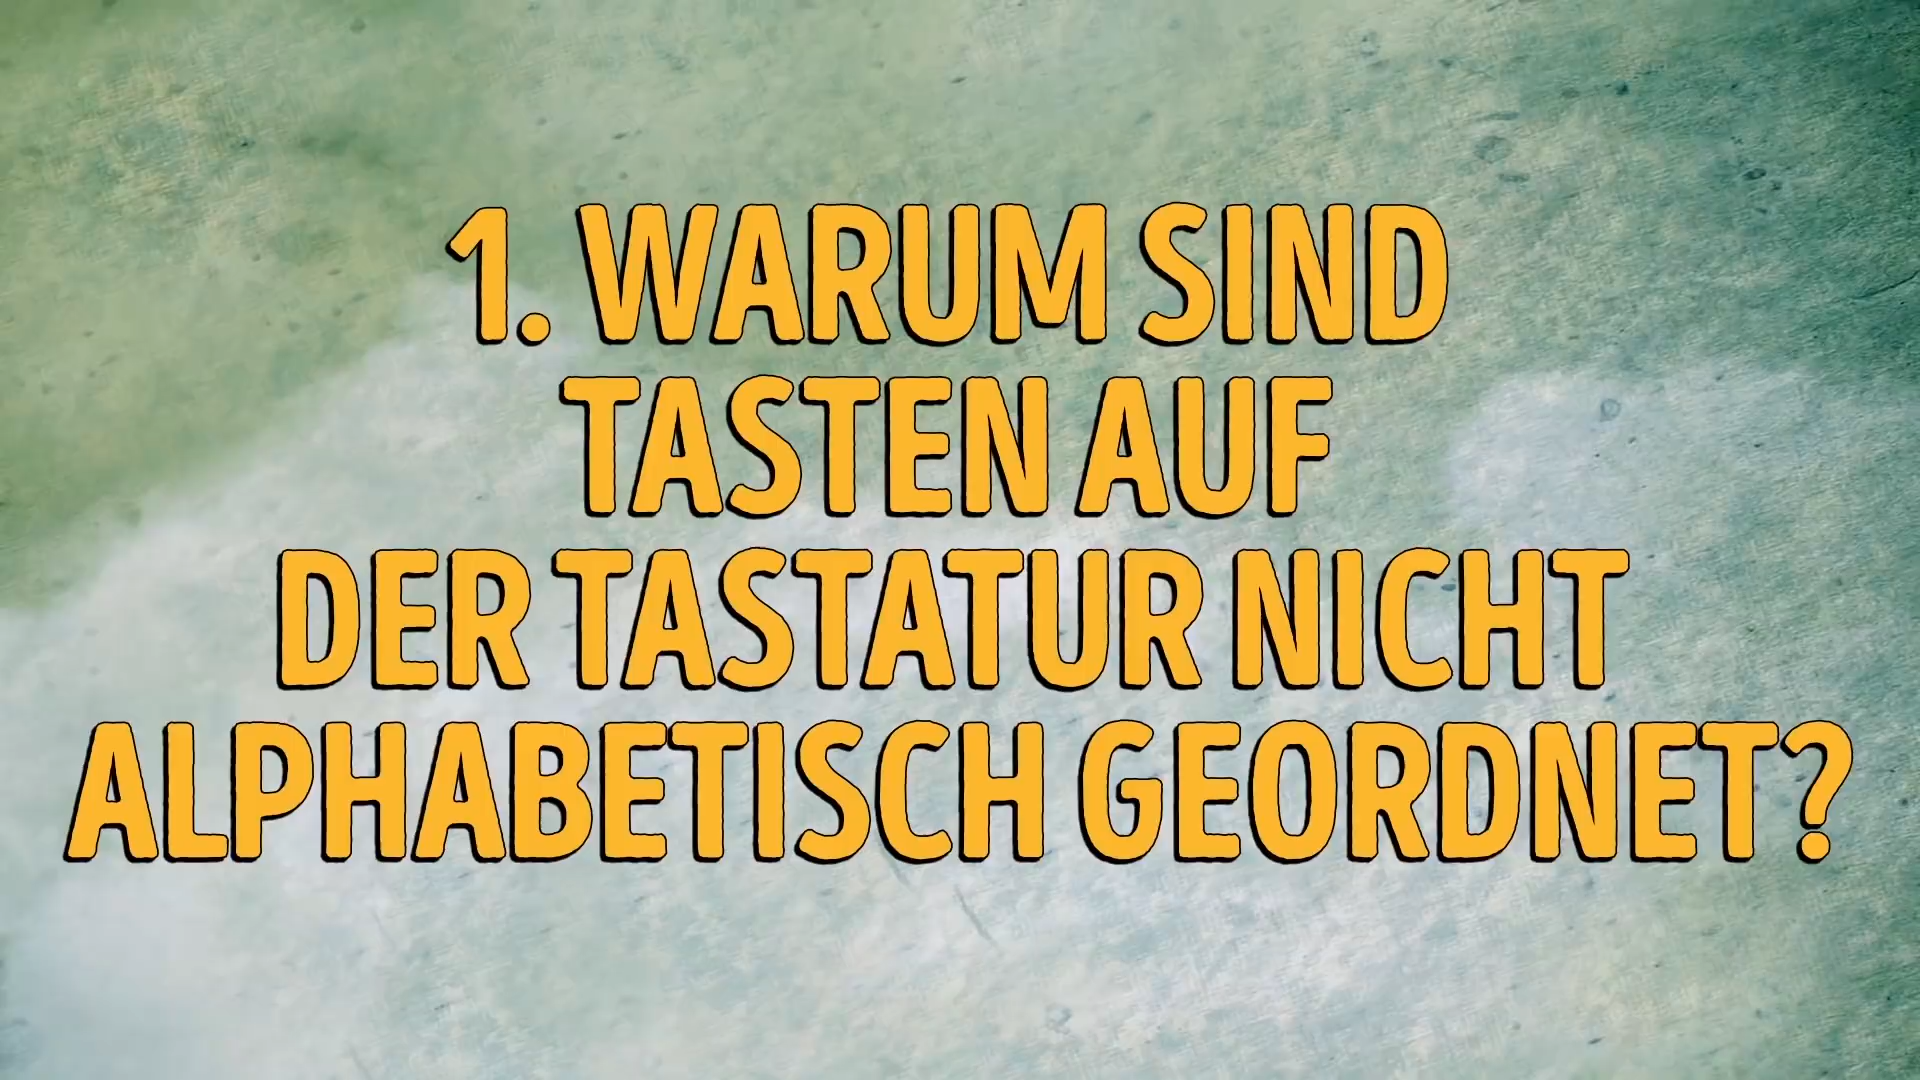 1. WARUM SIND
TASTEN AUF
DER TASTATUR NICHT
ALPHABETISCH GEORDNET?